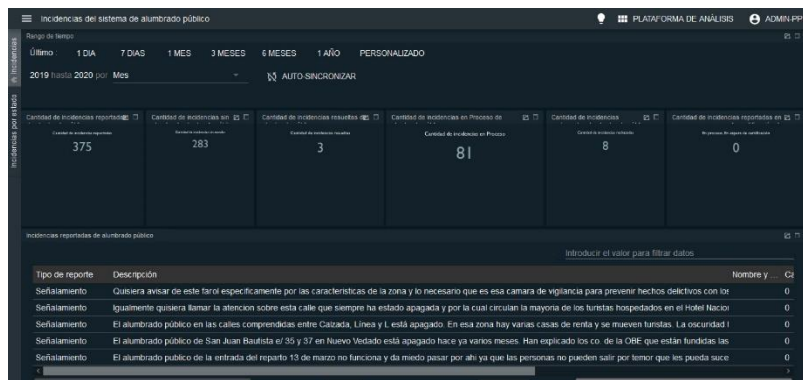 Incidencias del sistema de alumbrado público
PLATAFORMA DE ANÁLISIS
ADMIN-PP
Incidencias
Incidencias por estado
Rango de tiempo
Último :
1 DIA
7 DIAS
1 MES
3 MESES
6 MESES
1 AÑO
PERSONALIZADO
2019 hasta 2020 por Mes
AUTO-SINCRONIZAR
Cantidad de incidencias reportadas
Cantidad de incidencias sin
Cantidad de incidencias resueltas
Cantidad de incidencias en Proceso de
Cantidad de incidencias
Cantidad de incidencias reportadas en
Cantidad de incidencias reportadas
375
283
Cantidad de incidencias resueltas
3
Cantidad de incidencias en Proceso
81
8
0
Incidencias reportadas de alumbrado público
Introducir el valor para filtrar datos
Tipo de reporte Descripción Nombre y ... Ca
Señalamiento Quisiera avisar de este farol especificamente por las caracteristicas de la zona y lo necesario que es esa camara de vigilancia para prevenir hechos delictivos con los 0
Señalamiento Igualmente quisiera llamar la atencion sobre esta calle que siempre ha estado apagada y por la cual circulan la mayoria de los turistas hospedados en el Hotel Nacior 0
Señalamiento El alumbrado público en las calles comprendidas entre Calzada, Línea y L está apagado. En esa zona hay varias casas de renta y se mueven turistas. La oscuridad l 0
Señalamiento El alumbrado público de San Juan Bautista e/ 35 y 37 en Nuevo Vedado está apagado hace ya varios meses. Han explicado los co. de la OBE que están fundidas las 0
Señalamiento El alumbrado publico de la entrada del reparto 13 de marzo no funciona y da miedo pasar por ahi ya que las personas no pueden salir por temor que les pueda suce 0